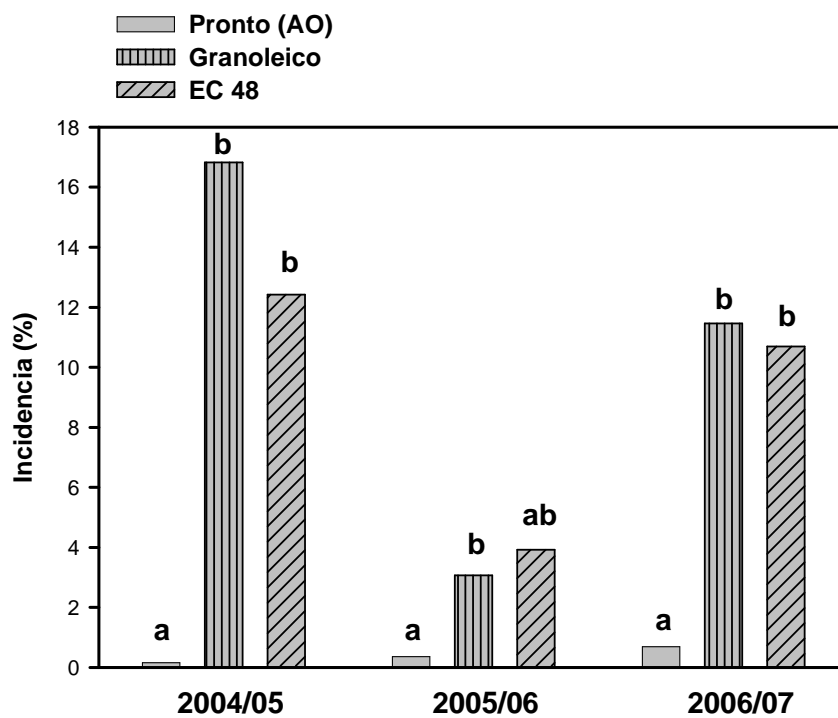 Pronto (AO)
Granoleico
EC 48
18
16
14
12
10
8
6
4
2
0
Incidencia (%)
a
b
b
a
b
ab
a
b
b
2004/05
2005/06
2006/07